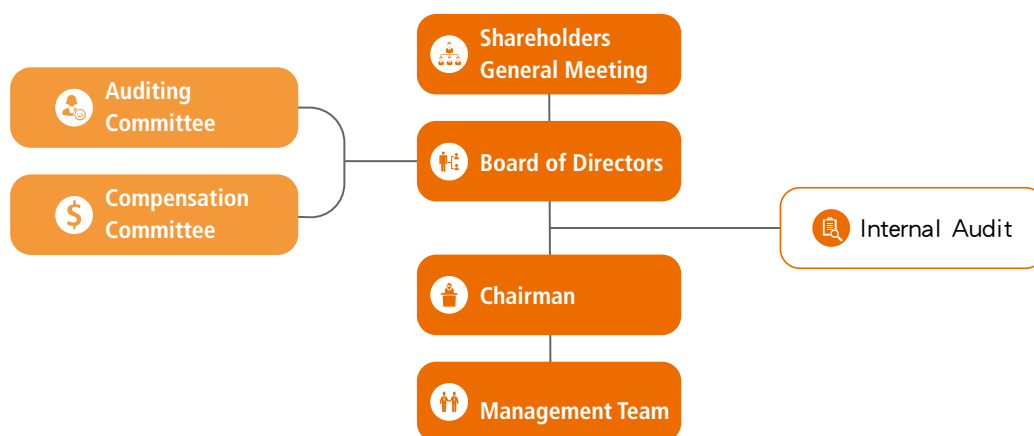 Shareholders
General Meeting
Auditing
Committee
Board of Directors
Compensation
Committee
$
Internal Audit
Chairman
Management Team